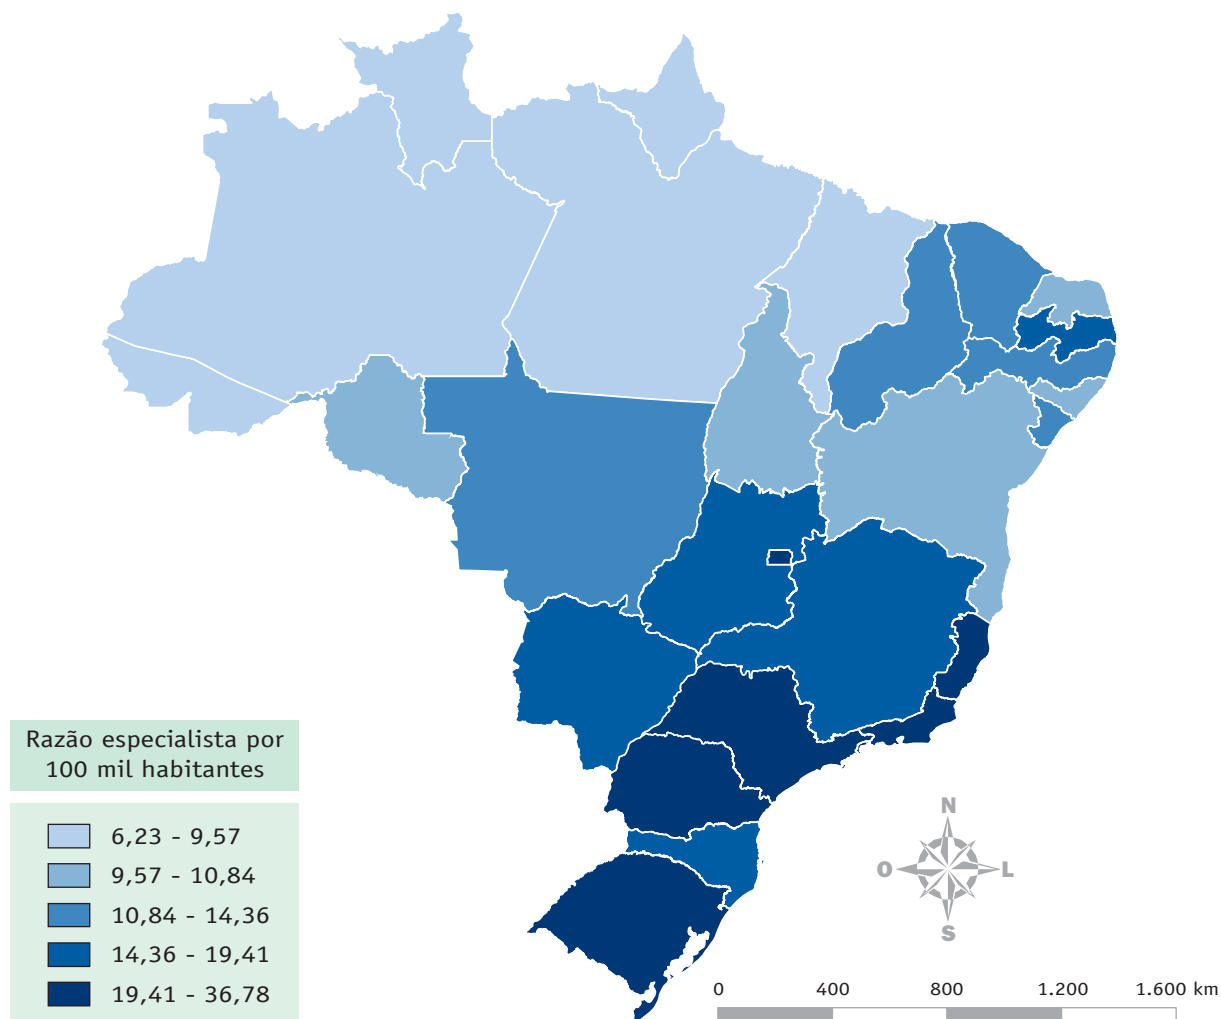 Razão especialista por
100 mil habitantes
6,23 - 9,57
9,57 - 10,84
10,84 - 14,36
14,36 - 19,41
19,41 - 36,78
N
O
L
S
0 400 800 1.200 1.600 km